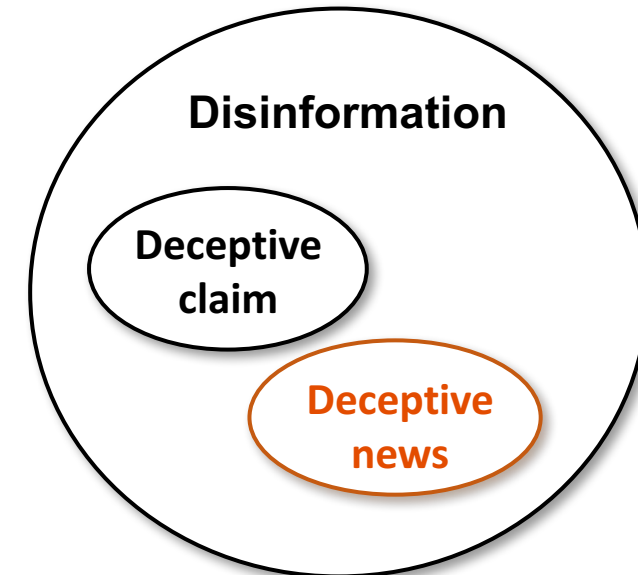 Disinformation
Deceptive
claim
Deceptive
news